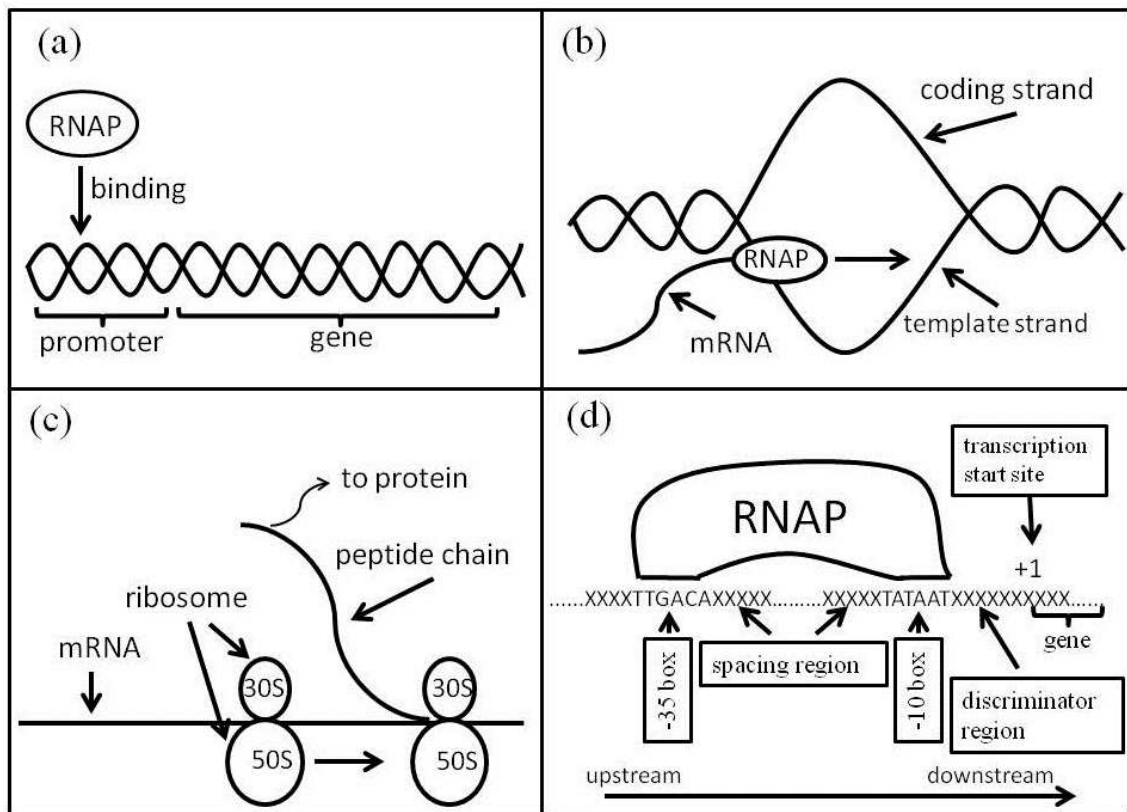 (a)
RNAP
binding
promoter
gene
(b)
coding strand
RNAP
mRNA
template strand
(c)
to protein
peptide chain
ribosome
mRNA
30S
30S
50S
50S
(d)
transcription
start site
RNAP
+1
......XXXXTTGACAXXXXX.........XXXXXTATAATXXXXXXXXXX......
gene
-35 box
spacing region
-10 box
discriminator
region
upstream
downstream